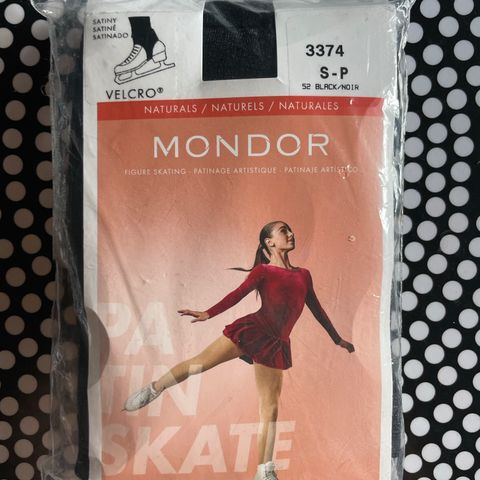 SATINY
SATINÉ
SATINADO
VELCRO®
3374
S-P
52 BLACK/NOIR
NATURALS / NATURELS / NATURALES
MONDOR
FIGURE SKATING - PATINAGE ARTISTIQUE - PATINAJE ARTÍSTICO
PA
TIN
SKATE